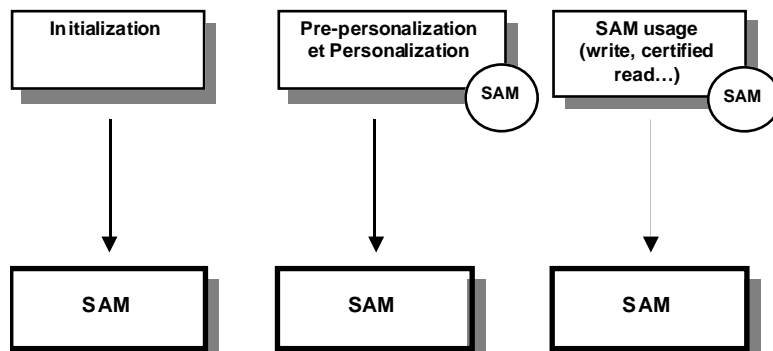 Initialization
Pre-personalization
et Personalization
SAM
SAM usage
(write, certified
read…)
SAM
SAM
SAM
SAM